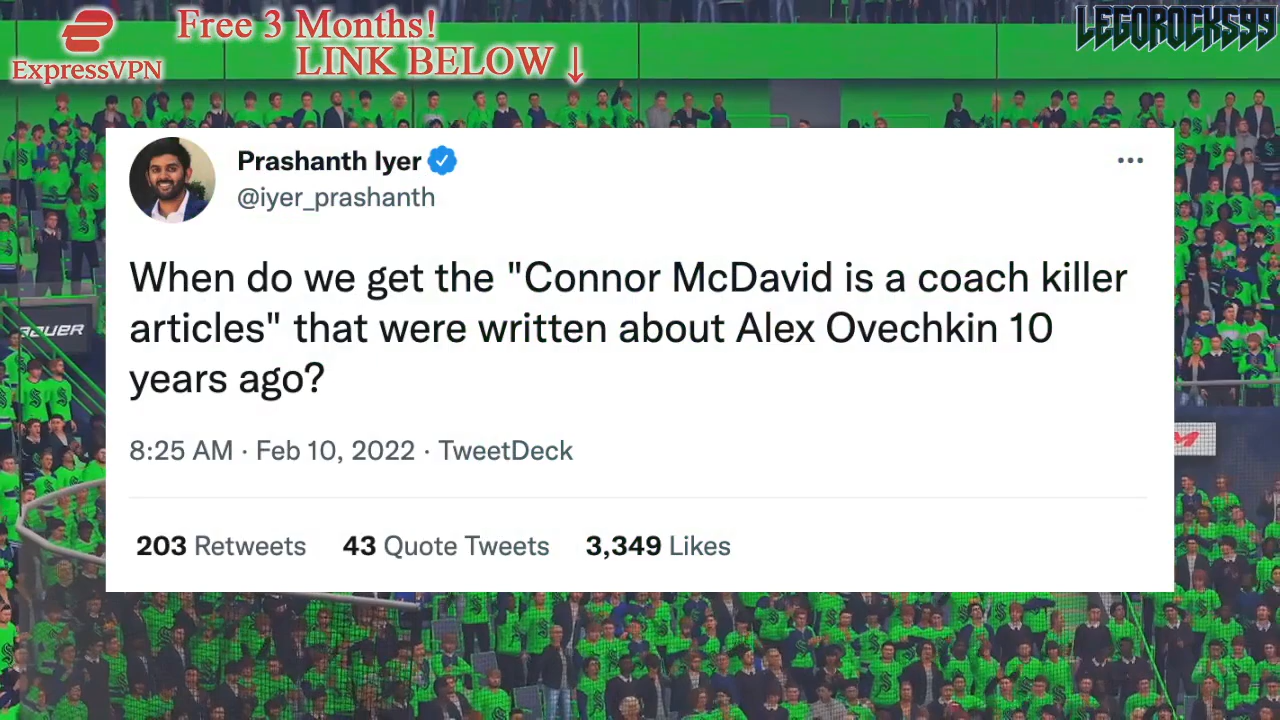 Free 3 Months!
LINK BELOW ↓
ExpressVPN
LEGOROCKS99
Prashanth Iyer
@iyer_prashanth
When do we get the "Connor McDavid is a coach killer
articles" that were written about Alex Ovechkin 10
years ago?
8:25 AM · Feb 10, 2022 · TweetDeck
203 Retweets 43 Quote Tweets 3,349 Likes
BAUER